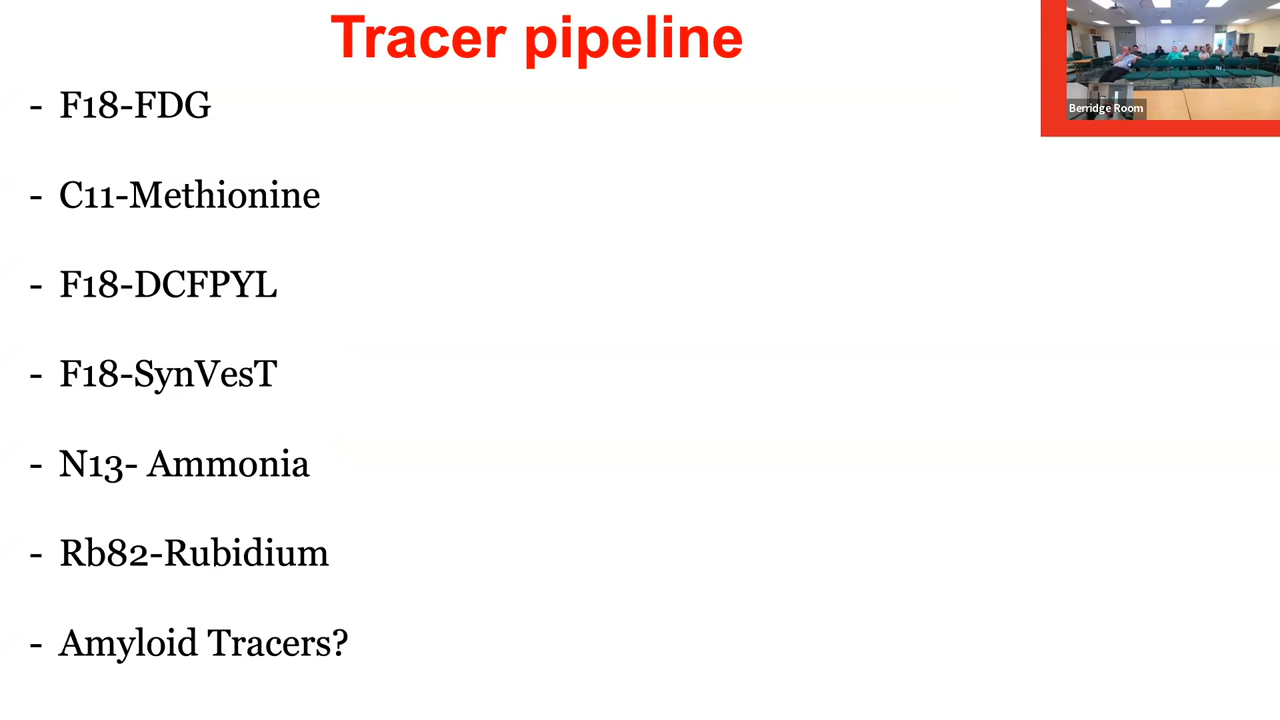 Tracer pipeline
- F18-FDG
- C11-Methionine
- F18-DCFPYL
- F18-SynVesT
- N13- Ammonia
- Rb82-Rubidium
- Amyloid Tracers?
Berridge Room